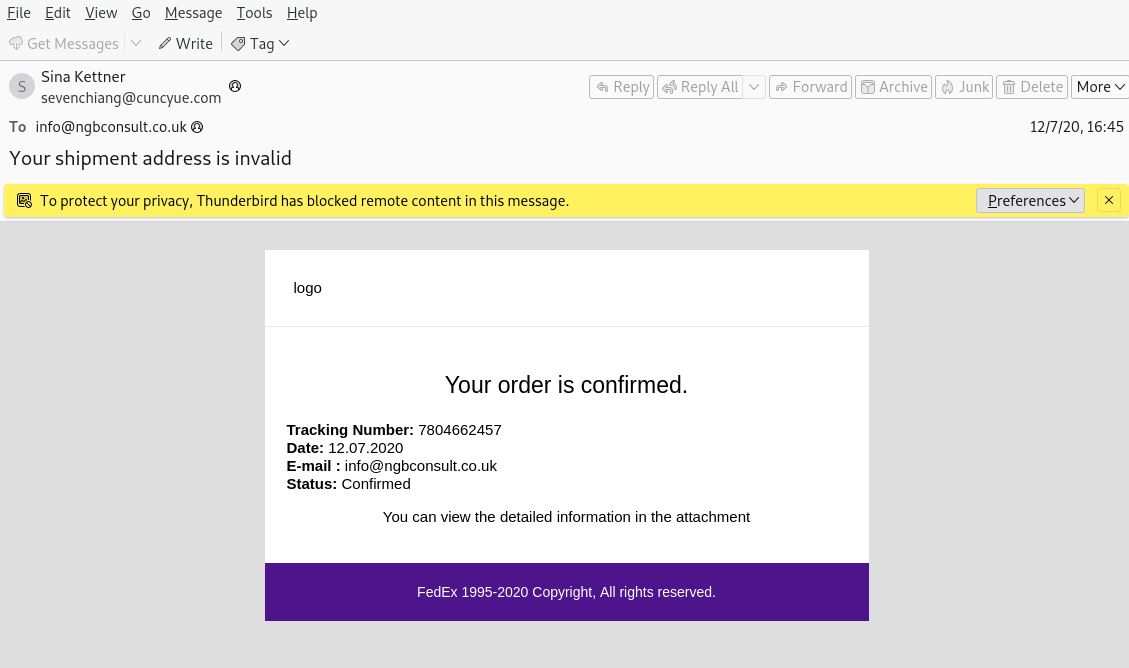 File Edit View Go Message Tools Help
Get Messages Write Tag
S
Sina Kettner
sevenchiang@cuncyue.com
Reply Reply All Forward Archive Junk Delete More
To info@ngbconsult.co.uk 12/7/20, 16:45
Your shipment address is invalid
To protect your privacy, Thunderbird has blocked remote content in this message. Preferences
logo
Your order is confirmed.
Tracking Number: 7804662457
Date: 12.07.2020
E-mail : info@ngbconsult.co.uk
Status: Confirmed
You can view the detailed information in the attachment
FedEx 1995-2020 Copyright, All rights reserved.